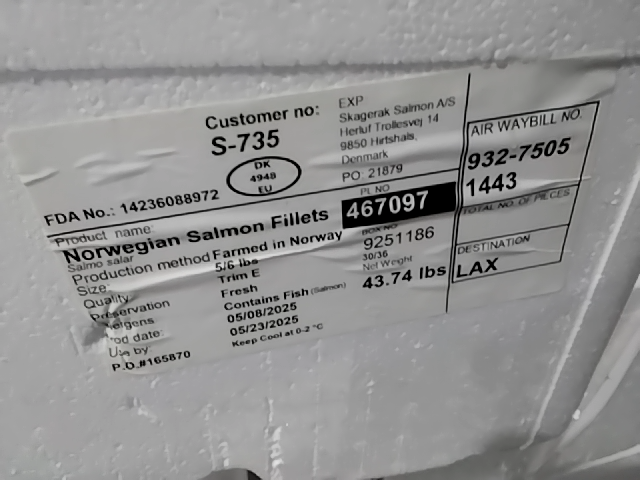 Customer no:
S-735
DK
4948
EU
FDA No.: 14236088972
EXP
Skagerak Salmon A/S
Herluf Trollesvej 14
9850 Hirtshals,
Denmark
PO. 21879
PL NO
467097
AIR WAYBILL NO.
932-7505
1443
TOTAL NO. OF PIECES
DESTINATION
LAX
Product name:
Norwegian Salmon Fillets
Salmo salar
Production method Farmed in Norway
Size: 5/6 lbs
Quality: Trim E
Preservation Fresh
Contains Fish (Salmon)
05/08/2025
Use by: 05/23/2025
P.O.#165870
Keep Cool at 0-2 °C
BOX NO
9251186
30/36
Net Weight
43.74 lbs